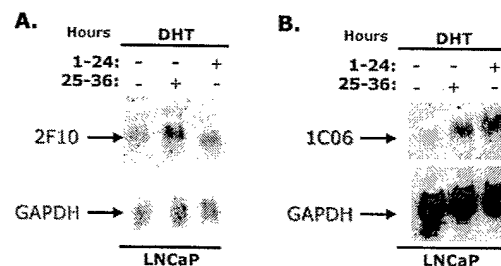 A.
Hours DHT
1-24: - - +
25-36: - + -
2F10
GAPDH
LNCaP
B.
Hours DHT
1-24: - - +
25-36: - + -
1C06
GAPDH
LNCaP